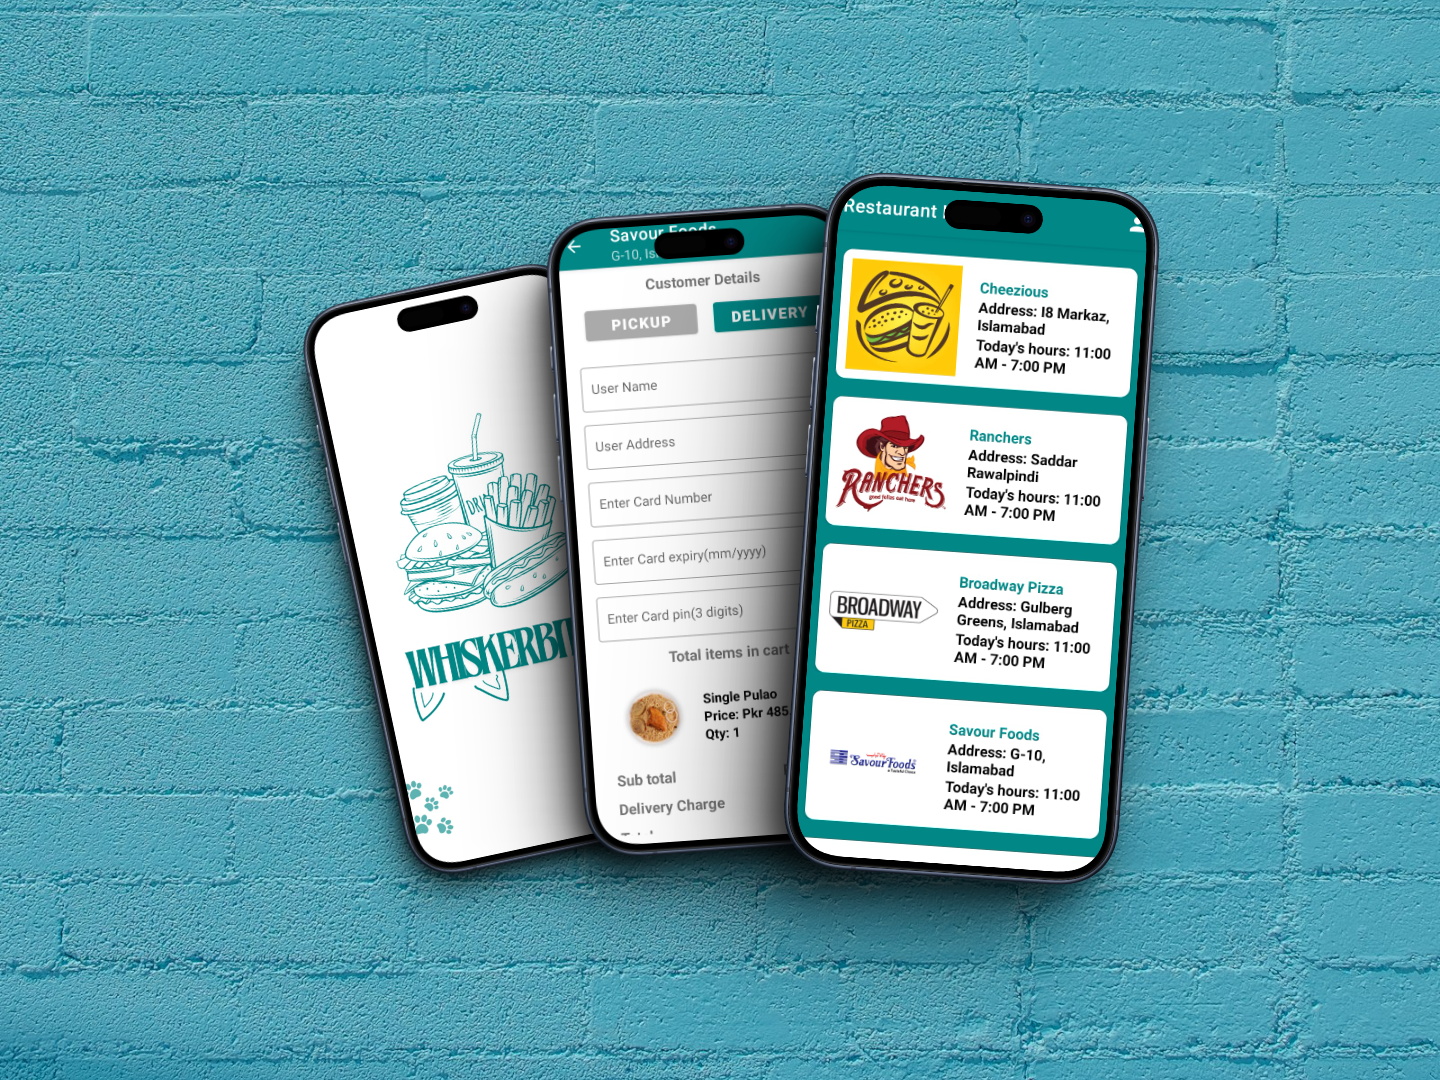 WHISKERBIT
Savour Foods
G-10,
Customer Details
PICKUP
DELIVERY
User Name
User Address
Enter Card Number
Enter Card expiry(mm/yyyy)
Enter Card pin(3 digits)
Total items in cart
Single Pulao
Price: Pkr 485
Qty: 1
Sub total
Delivery Charge
Restaurant
Cheezious
Address: I8 Markaz,
Islamabad
Today's hours: 11:00
AM - 7:00 PM
RANCHERS
good fellas eat here
Ranchers
Address: Saddar
Rawalpindi
Today's hours: 11:00
AM - 7:00 PM
BROADWAY
PIZZA
Broadway Pizza
Address: Gulberg
Greens, Islamabad
Today's hours: 11:00
AM - 7:00 PM
Savour Foods
Savour Foods
Address: G-10,
Islamabad
Today's hours: 11:00
AM - 7:00 PM